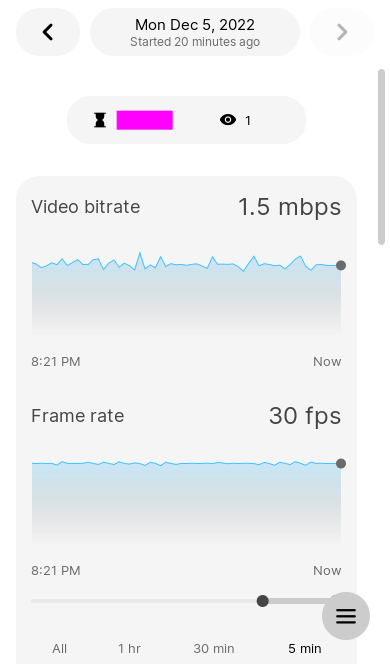 Mon Dec 5, 2022
Started 20 minutes ago
1
Video bitrate 1.5 mbps
8:21 PM Now
Frame rate 30 fps
8:21 PM Now
All 1 hr 30 min 5 min